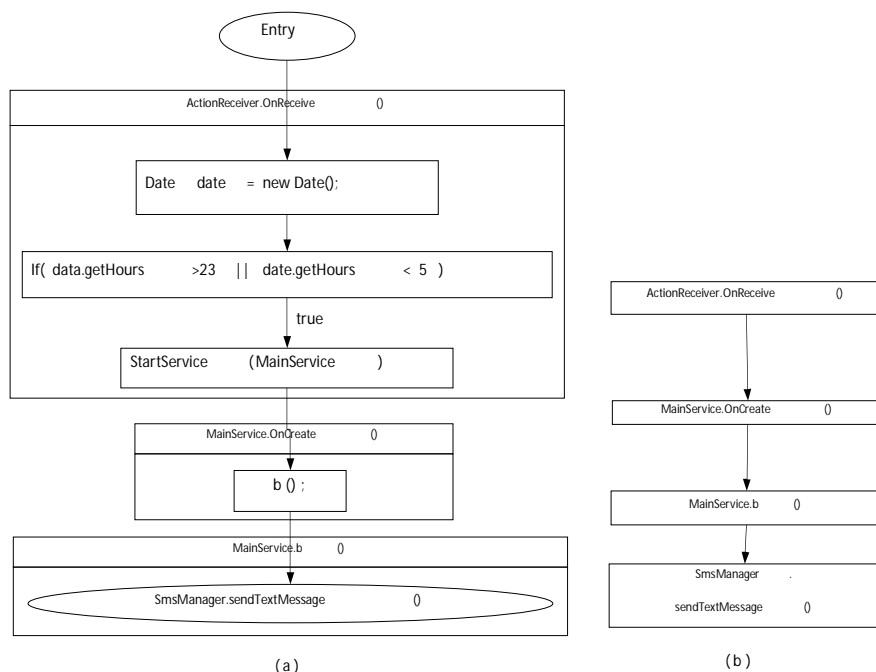 Entry
ActionReceiver.OnReceive ()
Date date = new Date();
If( data.getHours >23 || date.getHours < 5 )
true
StartService (MainService )
MainService.OnCreate ()
b () ;
MainService.b ()
SmsManager.sendTextMessage ()
(a)
ActionReceiver.OnReceive ()
MainService.OnCreate ()
MainService.b ()
SmsManager .
sendTextMessage ()
(b)